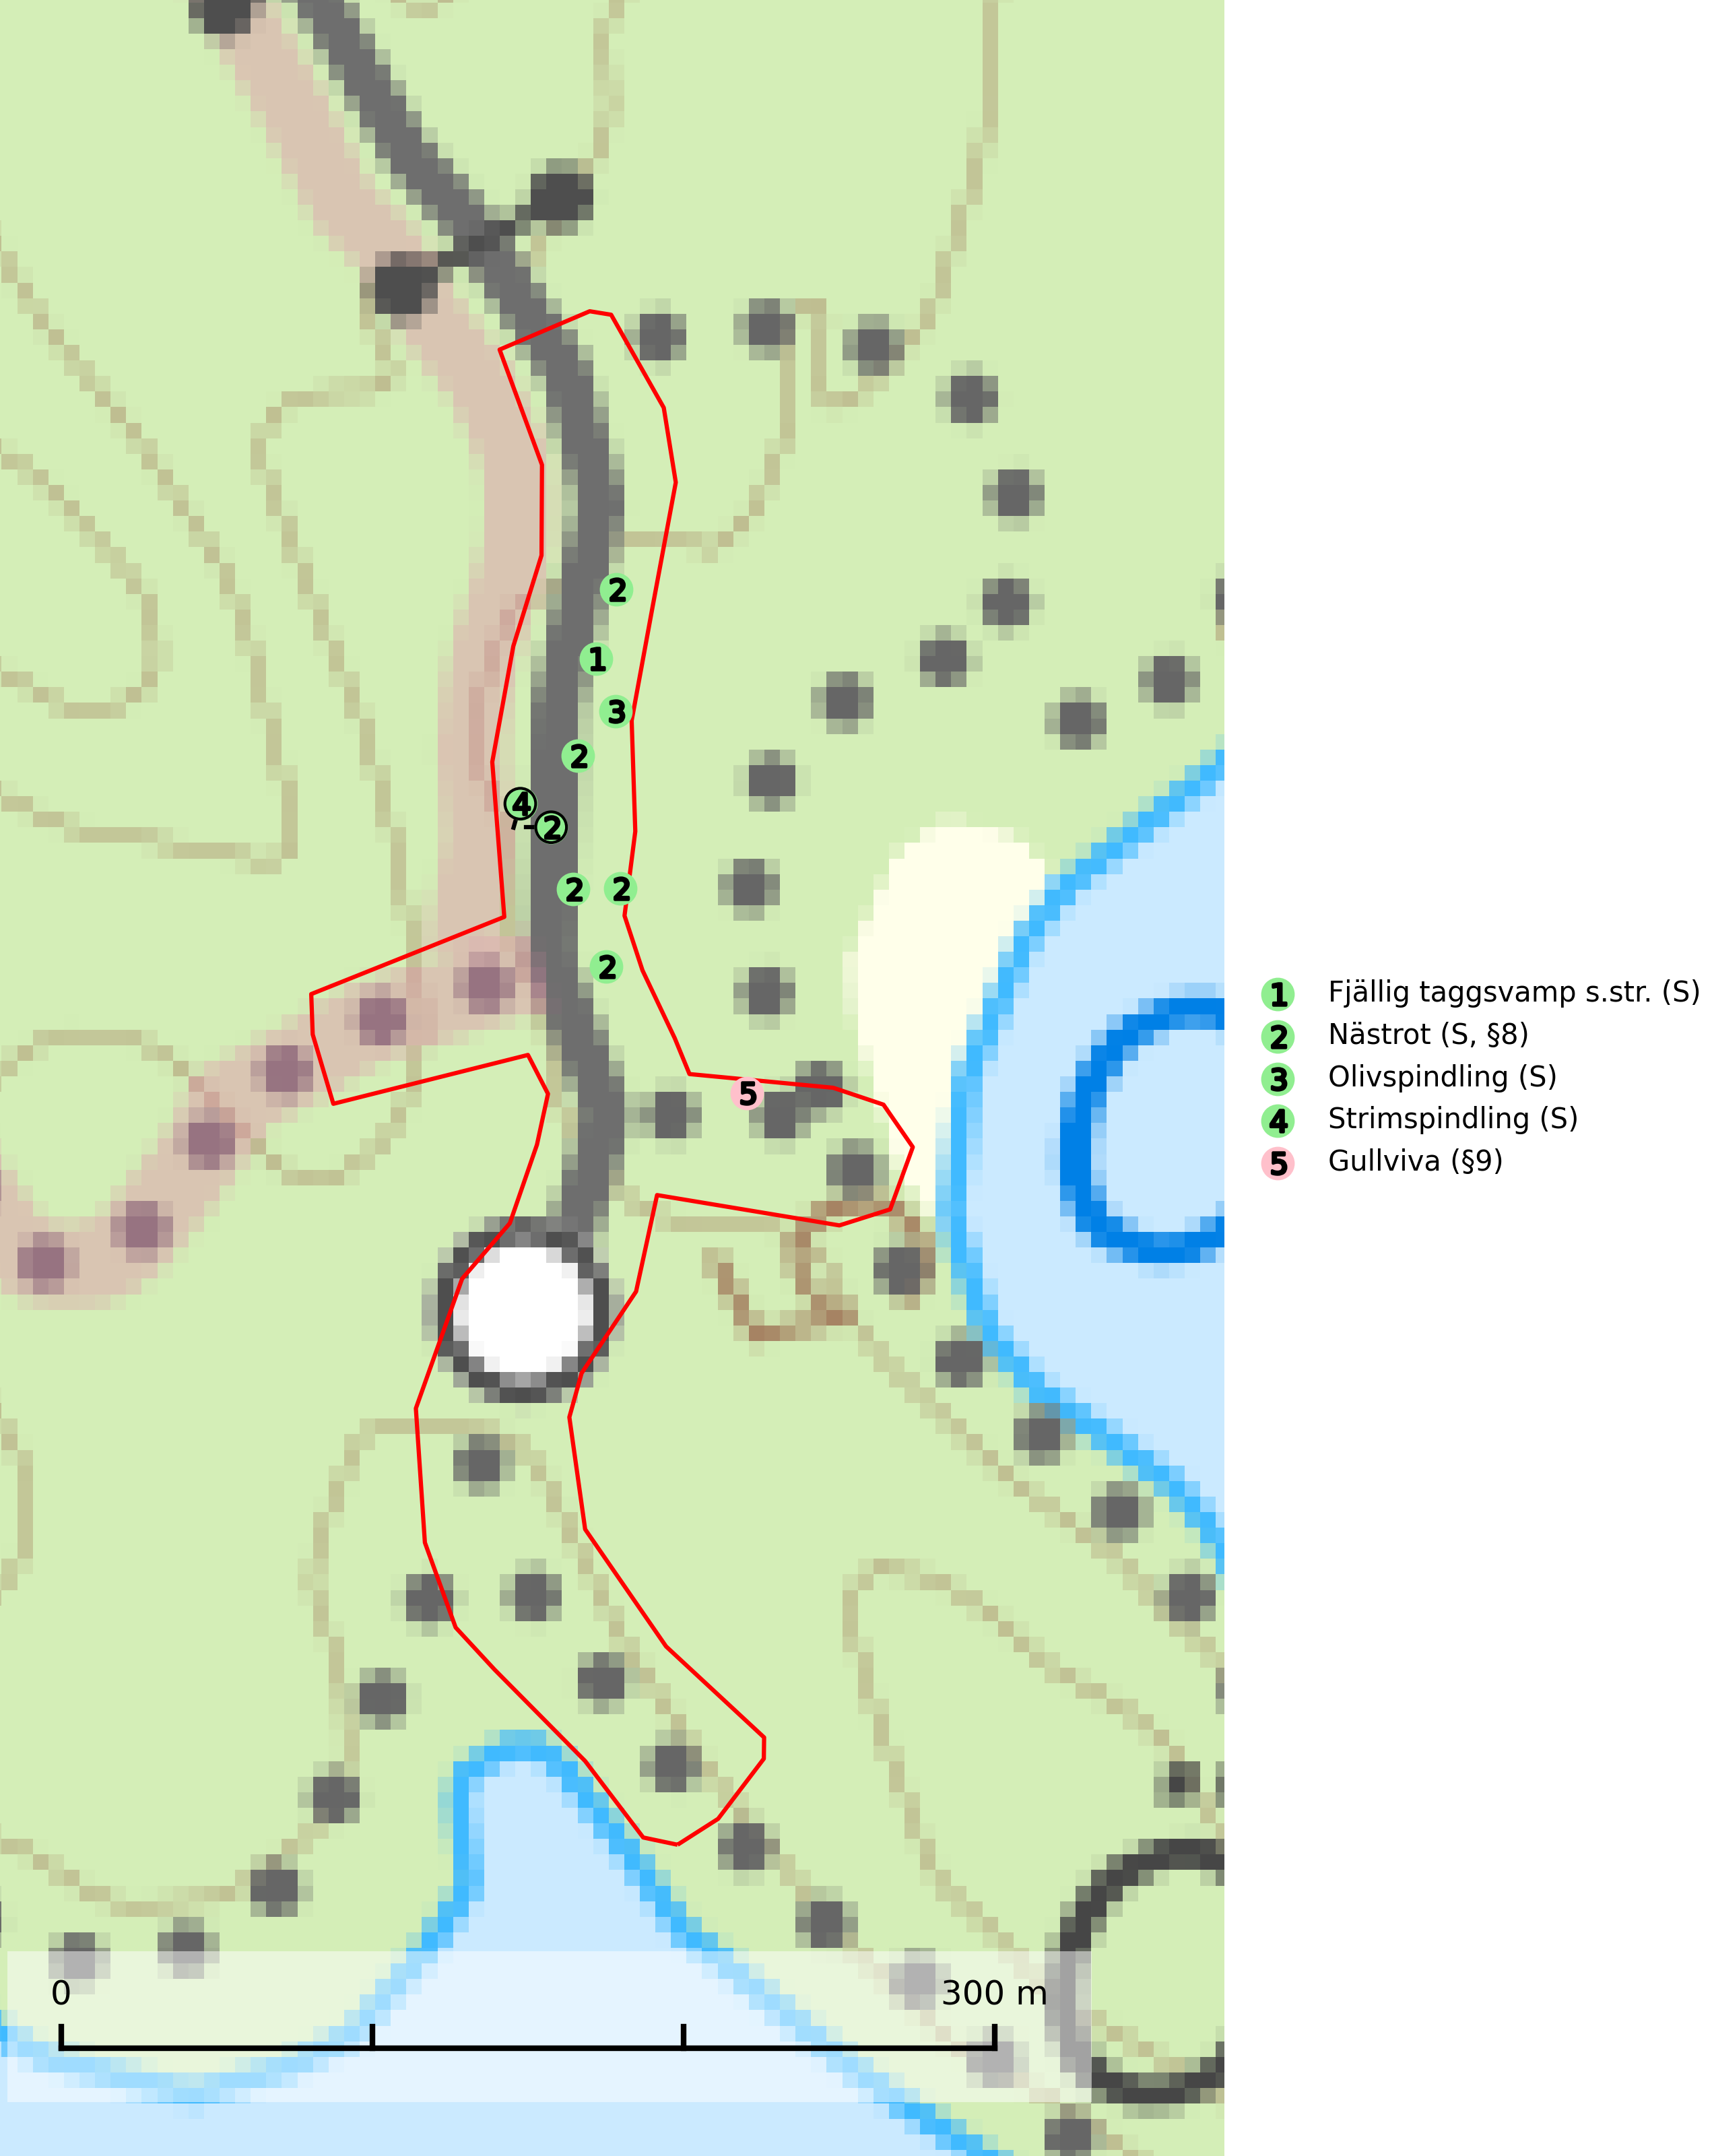 2
1
3
2
4
2
2 2
2
5
1 Fjällig taggsvamp s.str. (S)
2 Nästrot (S, §8)
3 Olivspindling (S)
4 Strimspindling (S)
5 Gullviva (§9)
0 300 m